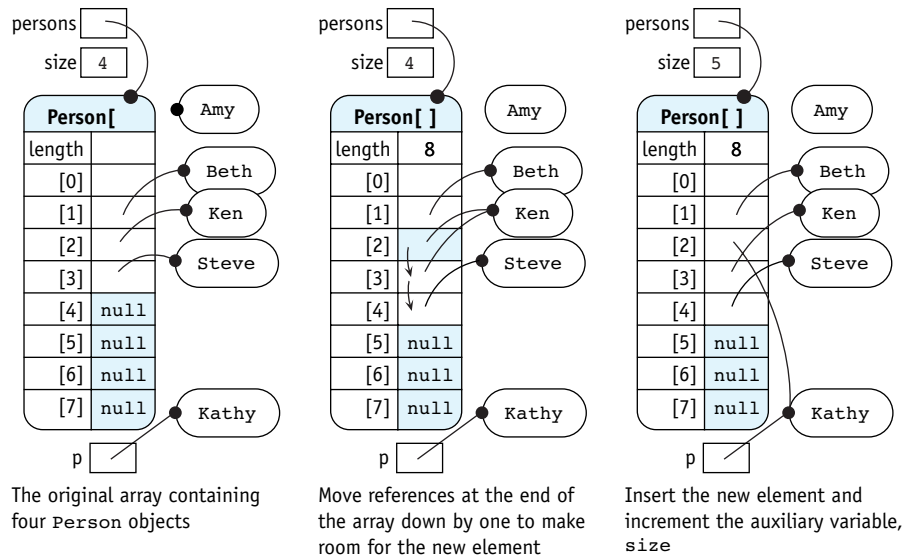 persons
size 4
Person[
Amy
length
[0]
Beth
[1]
Ken
[2]
Steve
[3]
[4] null
[5] null
[6] null
[7] null
Kathy
p
The original array containing
four Person objects
persons
size 4
Person[ ]
Amy
length 8
[0]
Beth
[1]
Ken
[2]
Steve
[3]
[4]
[5] null
[6] null
[7] null
Kathy
p
Move references at the end of
the array down by one to make
room for the new element
persons
size 5
Person[ ]
Amy
length 8
[0]
Beth
[1]
Ken
[2]
Steve
[3]
[4]
[5] null
[6] null
[7] null
Kathy
p
Insert the new element and
increment the auxiliary variable,
size